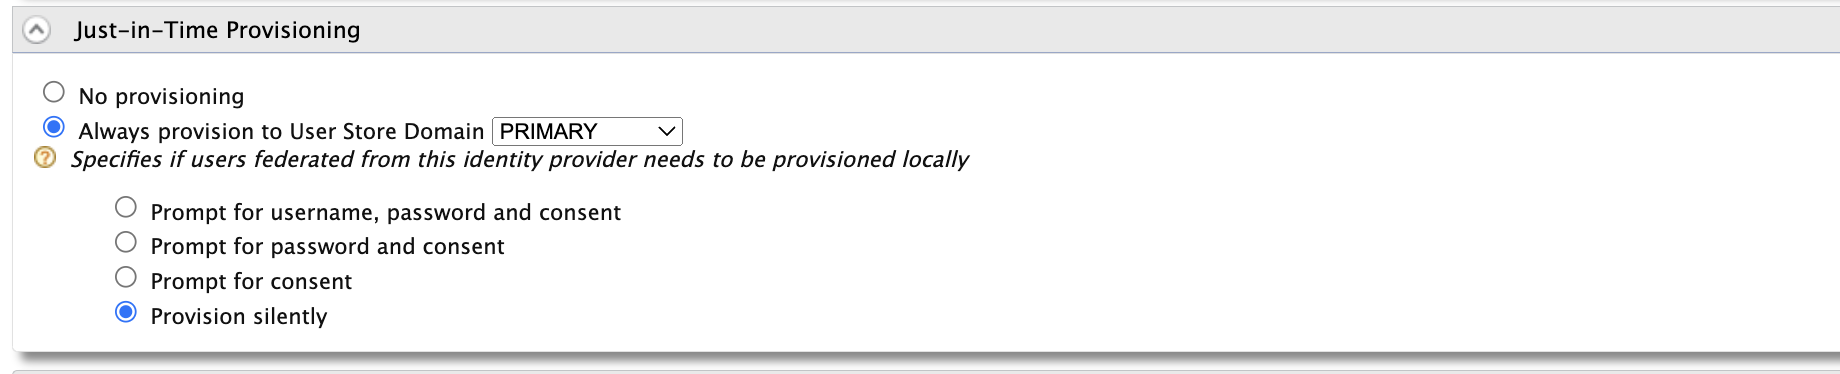 Just-in-Time Provisioning
No provisioning
Always provision to User Store Domain PRIMARY
? Specifies if users federated from this identity provider needs to be provisioned locally
Prompt for username, password and consent
Prompt for password and consent
Prompt for consent
Provision silently